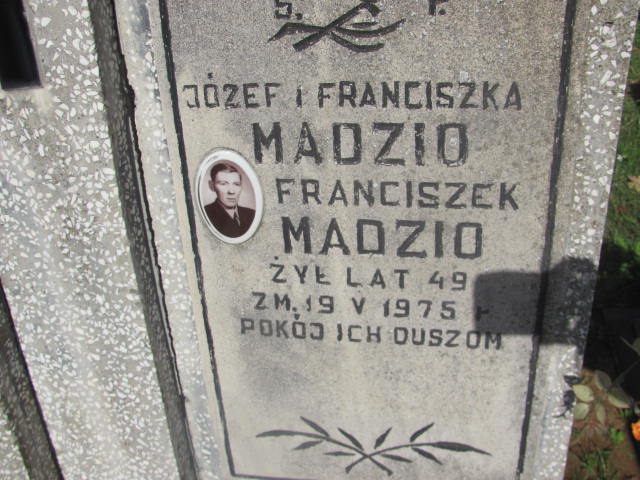 Ś. P.
JÓZEF I FRANCISZKA
MADZIO
FRANCISZEK
MADZIO
ŻYŁ LAT 49
ZM. 19 V 1975 r
POKÓJ ICH DUSZOM